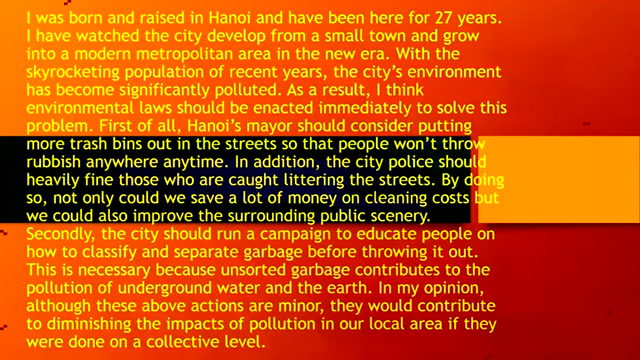 I was born and raised in Hanoi and have been here for 27 years.
I have watched the city develop from a small town and grow
into a modern metropolitan area in the new era. With the
skyrocketing population of recent years, the city's environment
has become significantly polluted. As a result, I think
environmental laws should be enacted immediately to solve this
problem. First of all, Hanoi's mayor should consider putting
more trash bins out in the streets so that people won't throw
rubbish anywhere anytime. In addition, the city police should
heavily fine those who are caught littering the streets. By doing
so, not only could we save a lot of money on cleaning costs but
we could also improve the surrounding public scenery.
Secondly, the city should run a campaign to educate people on
how to classify and separate garbage before throwing it out.
This is necessary because unsorted garbage contributes to the
pollution of underground water and the earth. In my opinion,
although these above actions are minor, they would contribute
to diminishing the impacts of pollution in our local area if they
were done on a collective level.